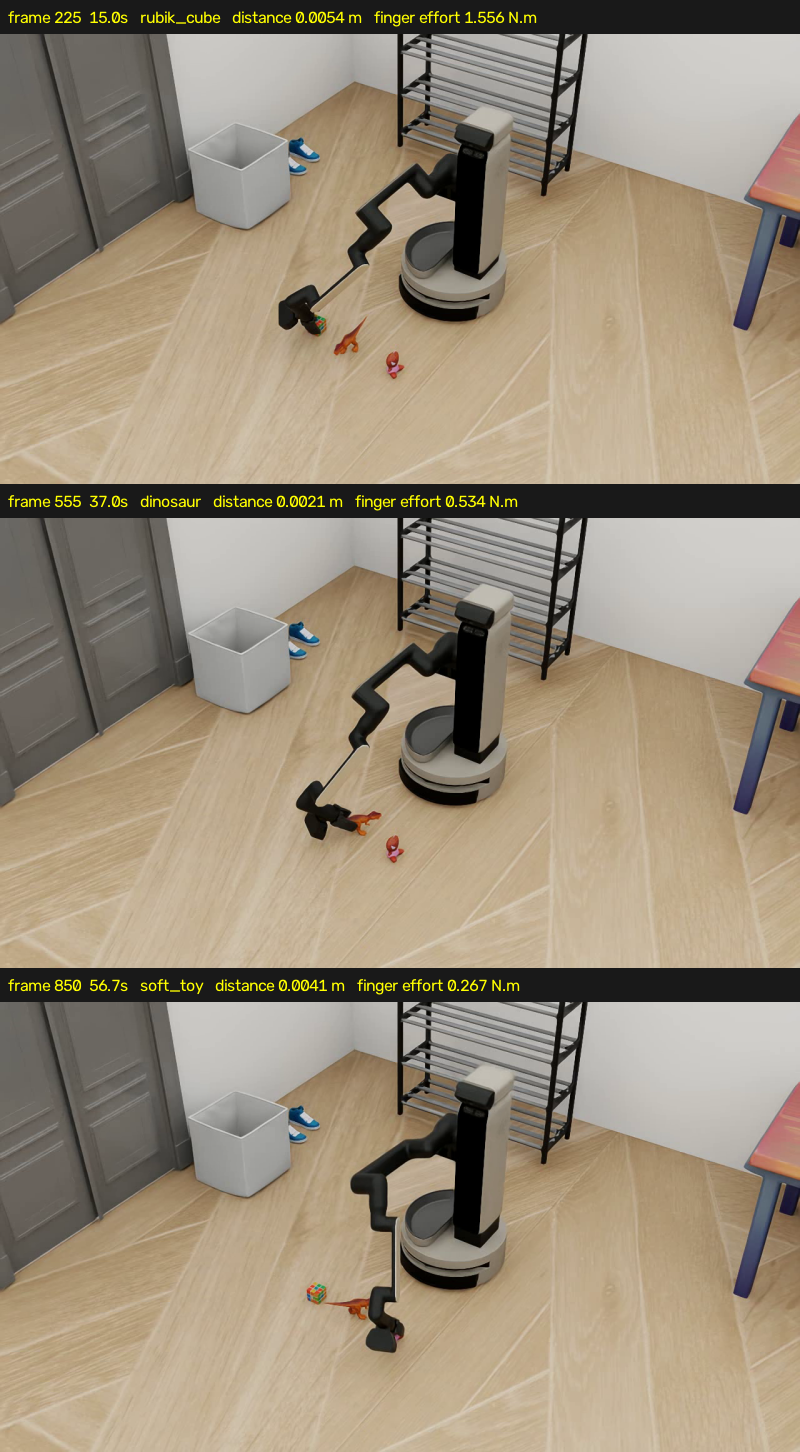 frame 225 15.0s rubik_cube distance 0.0054 m finger effort 1.556 N.m
frame 555 37.0s dinosaur distance 0.0021 m finger effort 0.534 N.m
frame 850 56.7s soft_toy distance 0.0041 m finger effort 0.267 N.m